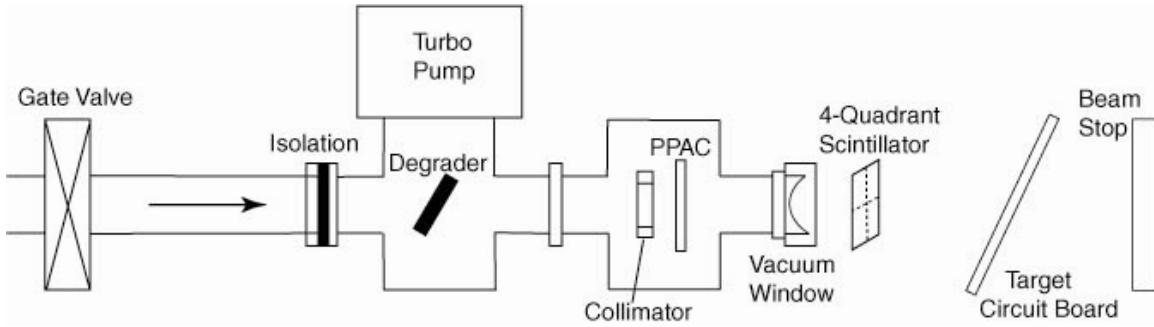 Turbo
Pump
Gate Valve
Isolation
Degrader
PPAC
4-Quadrant
Scintillator
Beam
Stop
Collimator
Vacuum
Window
Target
Circuit Board